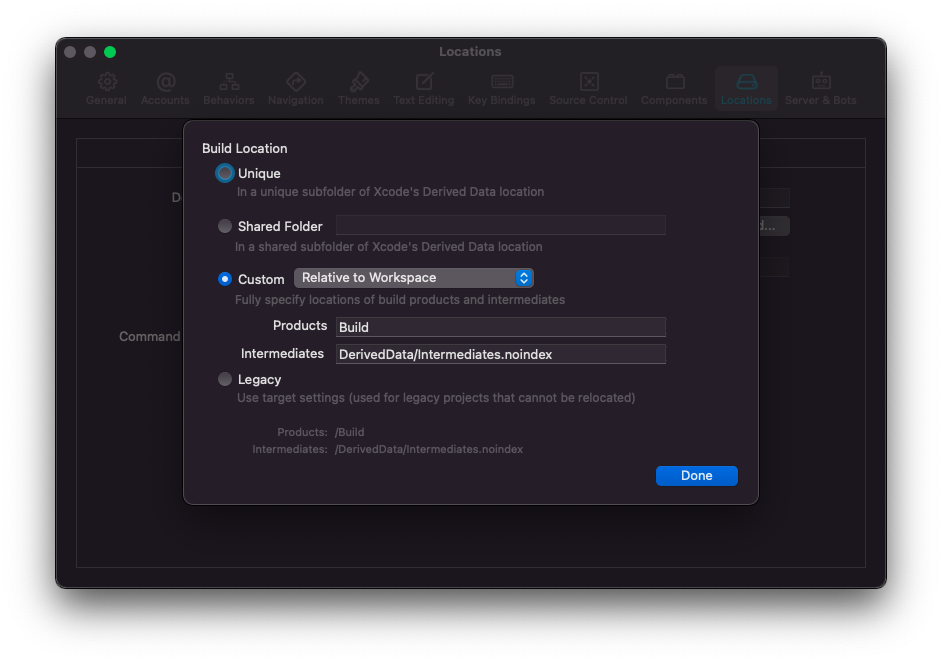 Locations
General Accounts Behaviors Navigation Themes Text Editing Key Bindings Source Control Components Locations Server & Bots
Build Location
Unique
In a unique subfolder of Xcode's Derived Data location
D
Shared Folder
d...
In a shared subfolder of Xcode's Derived Data location
Custom Relative to Workspace
Fully specify locations of build products and intermediates
Products Build
Command
Intermediates DerivedData/Intermediates.noindex
Legacy
Use target settings (used for legacy projects that cannot be relocated)
Products: /Build
Intermediates: /DerivedData/Intermediates.noindex
Done